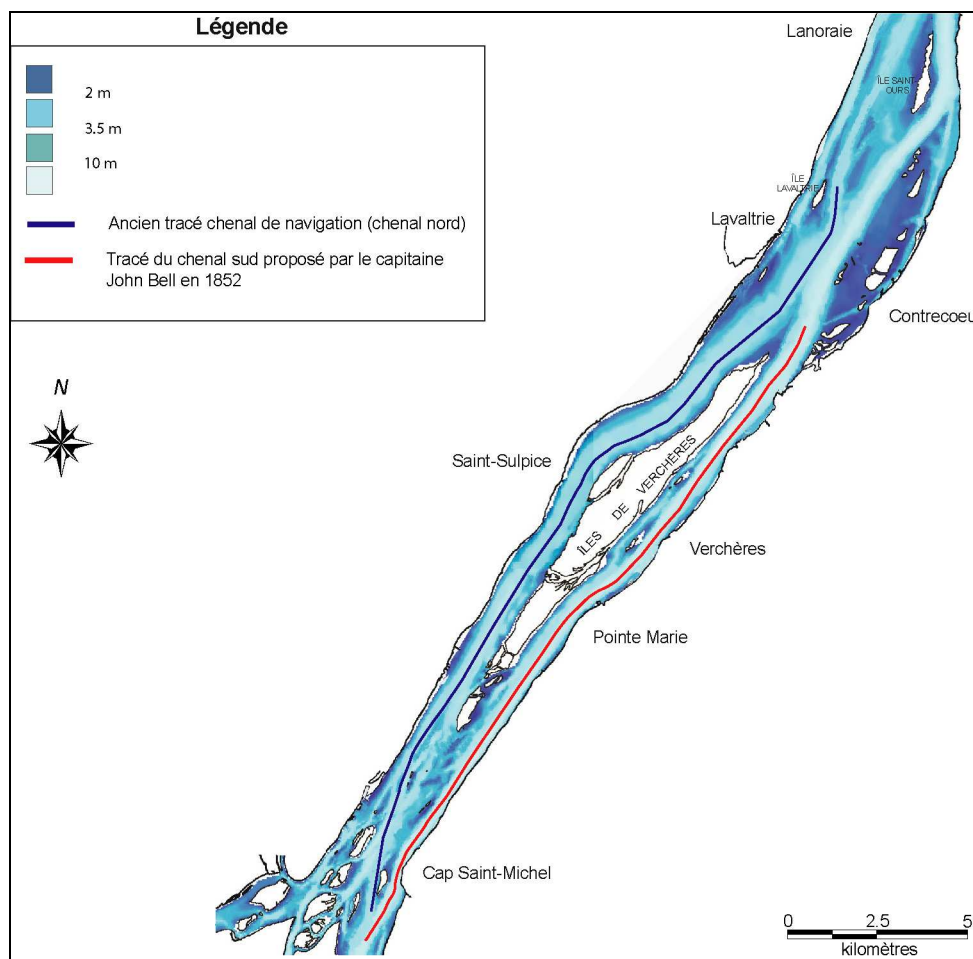 Légende
2 m
3.5 m
10 m
Ancien tracé chenal de navigation (chenal nord)
Tracé du chenal sud proposé par le capitaine
John Bell en 1852
N
Lanoraie
ÎLE SAINT
OURS
ÎLE
LAVALTRIE
Lavaltrie
Contrecoeu
Saint-Sulpice
ÎLES DE VERCHÈRES
Verchères
Pointe Marie
Cap Saint-Michel
0 2.5 5
kilomètres